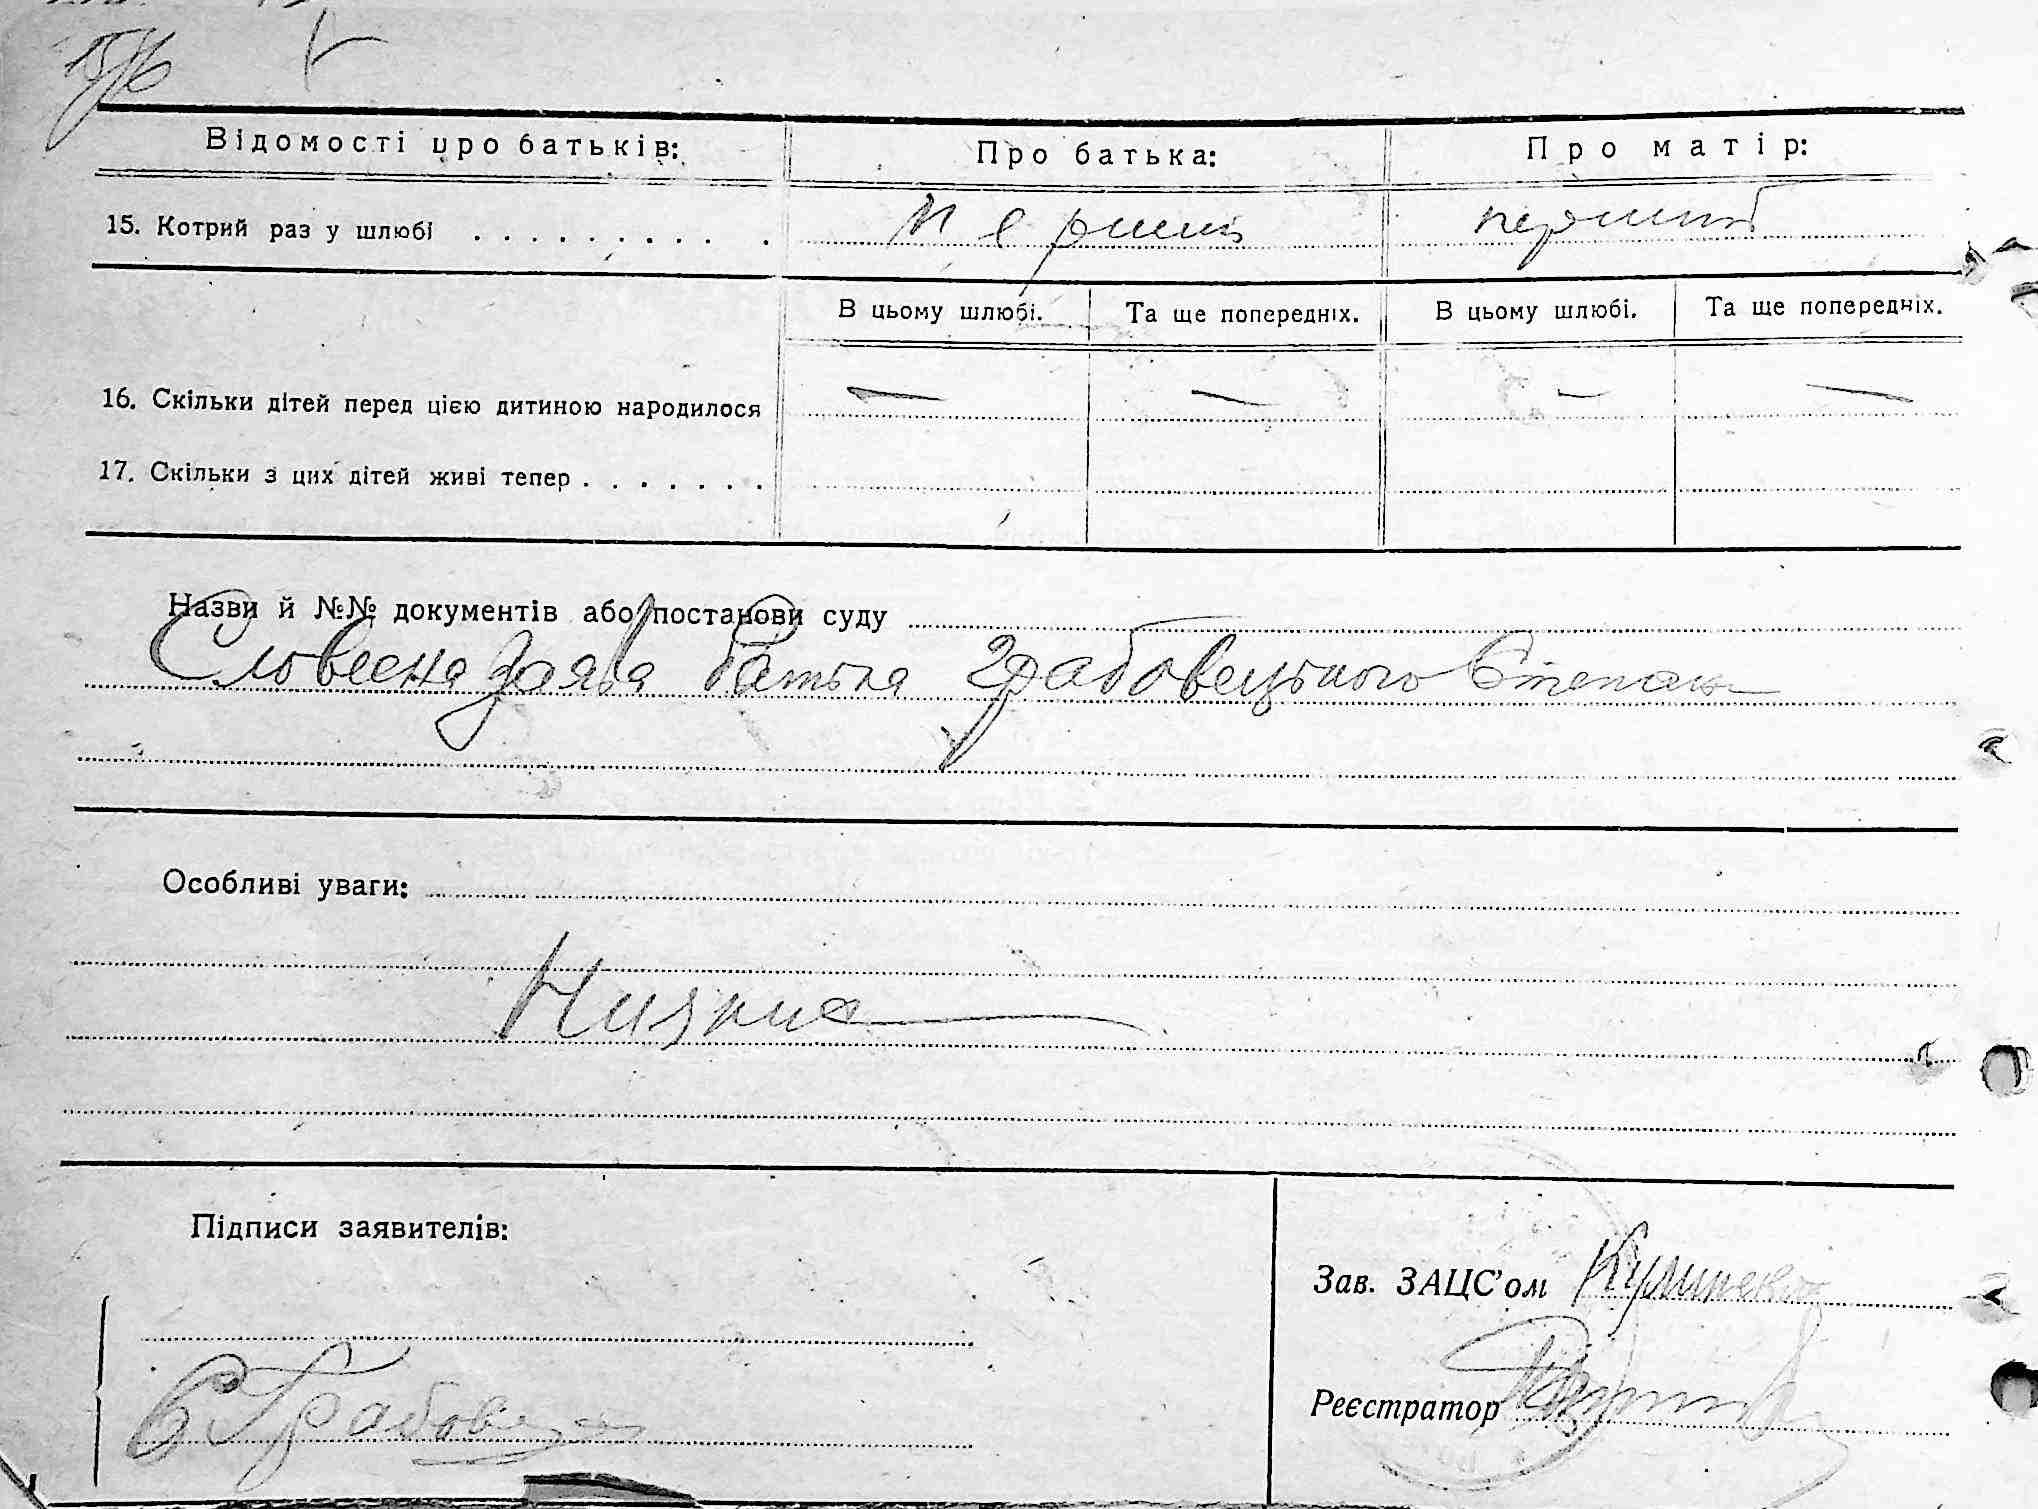 Відомості про батьків: Про батька: Про матір:
15. Котрий раз у шлюбі . . . . . . . . . . перший перший
В цьому шлюбі. Та ще попередніх. В цьому шлюбі. Та ще попередніх.
16. Скільки дітей перед цією дитиною народилося — — — —
17. Скільки з цих дітей живі тепер . . . . . . .
Назви й №№ документів або постанови суду
Словесна заява батька Грабовецького Степана
Особливі уваги:
Підписи заявителів:
Зав. ЗАЦС'ом
С Грабове
Реєстратор